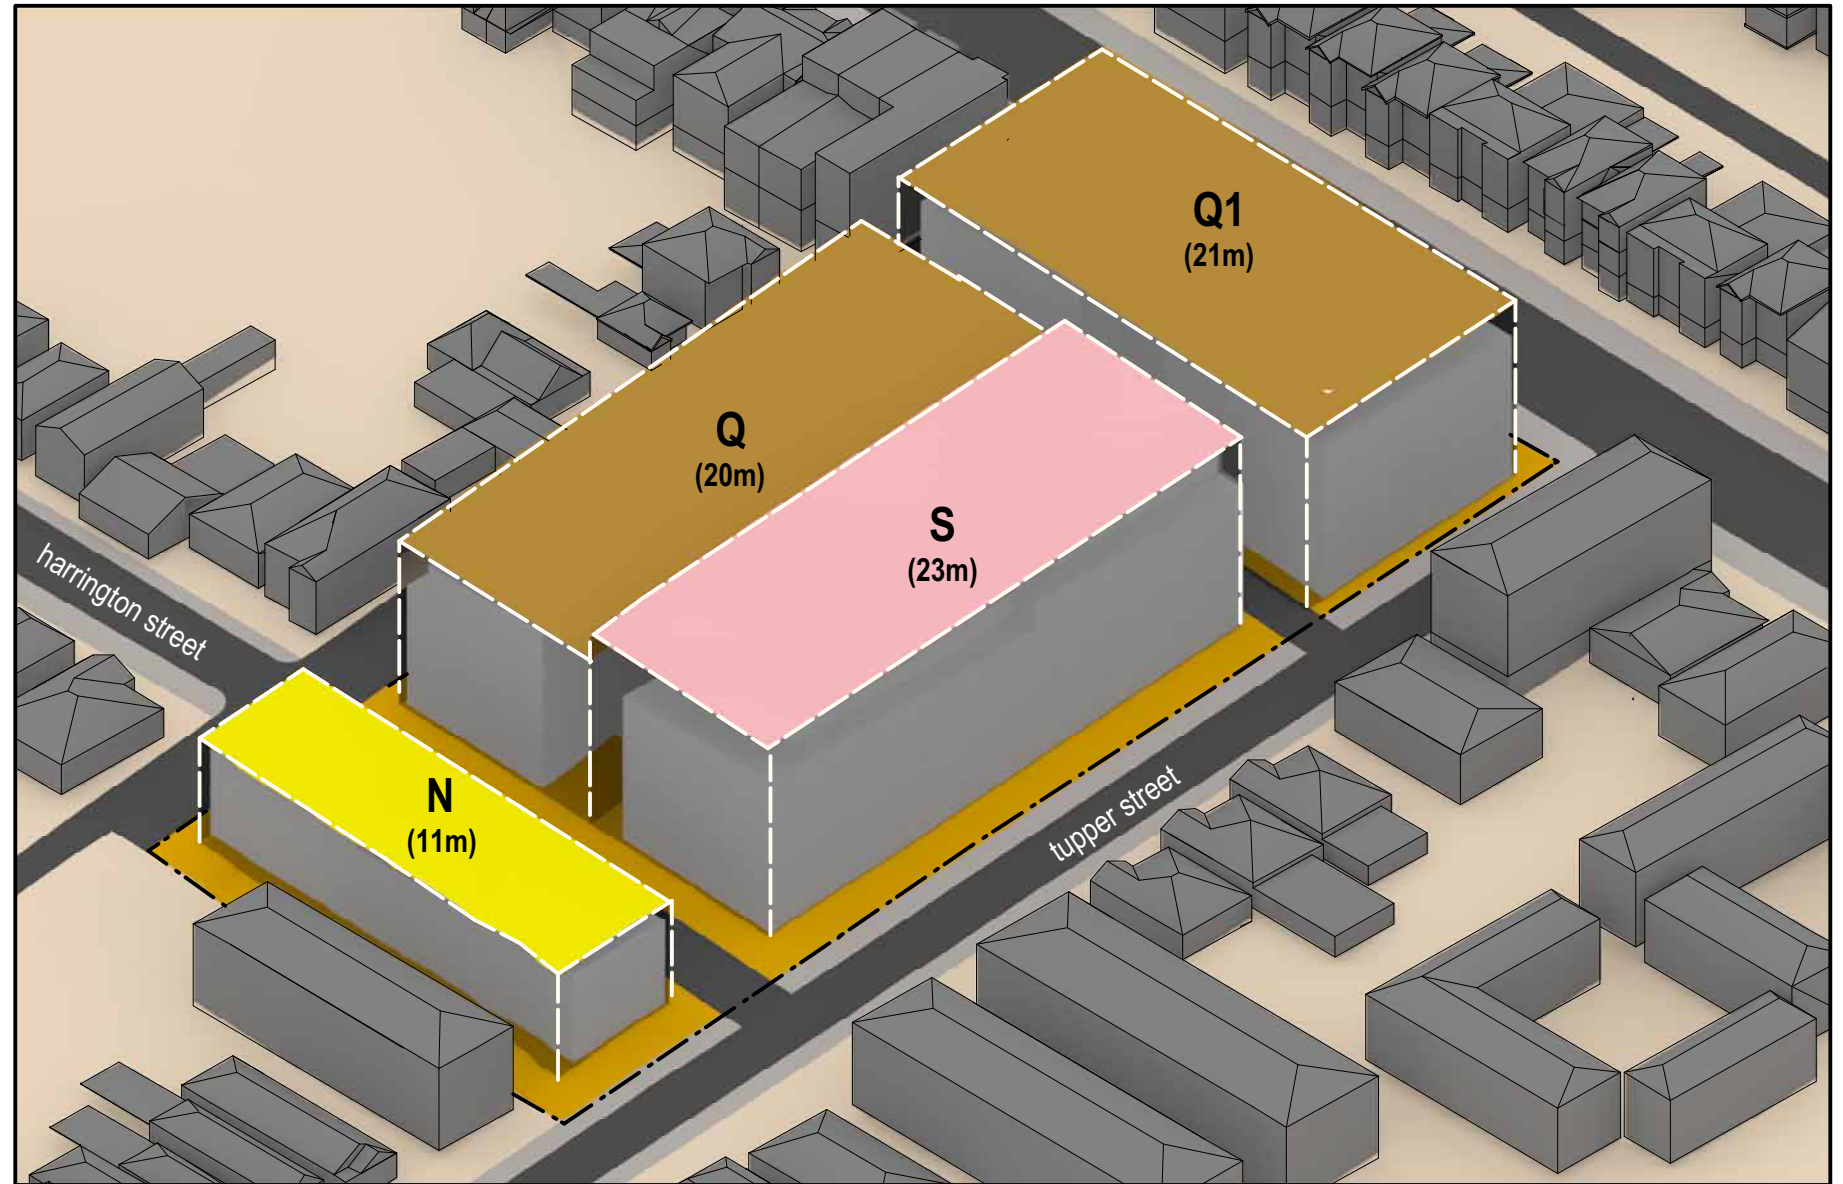 Q1
(21m)
Q
(20m)
S
(23m)
harrington street
N
(11m)
tupper street